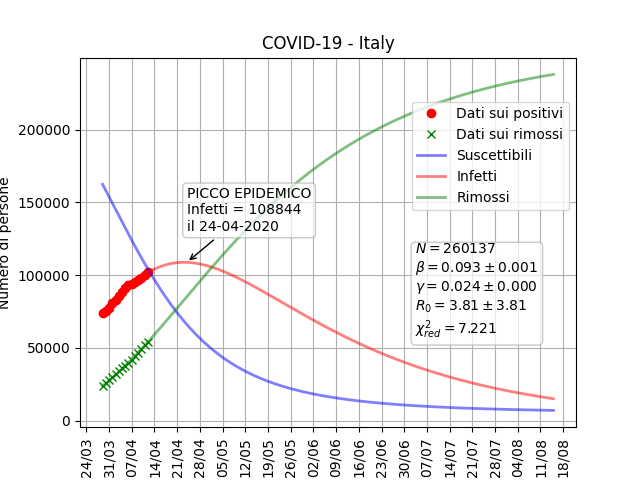 COVID-19 - Italy
Numero di persone
200000
150000
100000
50000
0
PICCO EPIDEMICO
Infetti = 108844
il 24-04-2020
Dati sui positivi
Dati sui rimossi
Suscettibili
Infetti
Rimossi
N = 260137
β = 0.093 ± 0.001
γ = 0.024 ± 0.000
R₀ = 3.81 ± 3.81
χ²red = 7.221
24/03
31/03
07/04
14/04
21/04
28/04
05/05
12/05
19/05
26/05
02/06
09/06
16/06
23/06
30/06
07/07
14/07
21/07
28/07
04/08
11/08
18/08